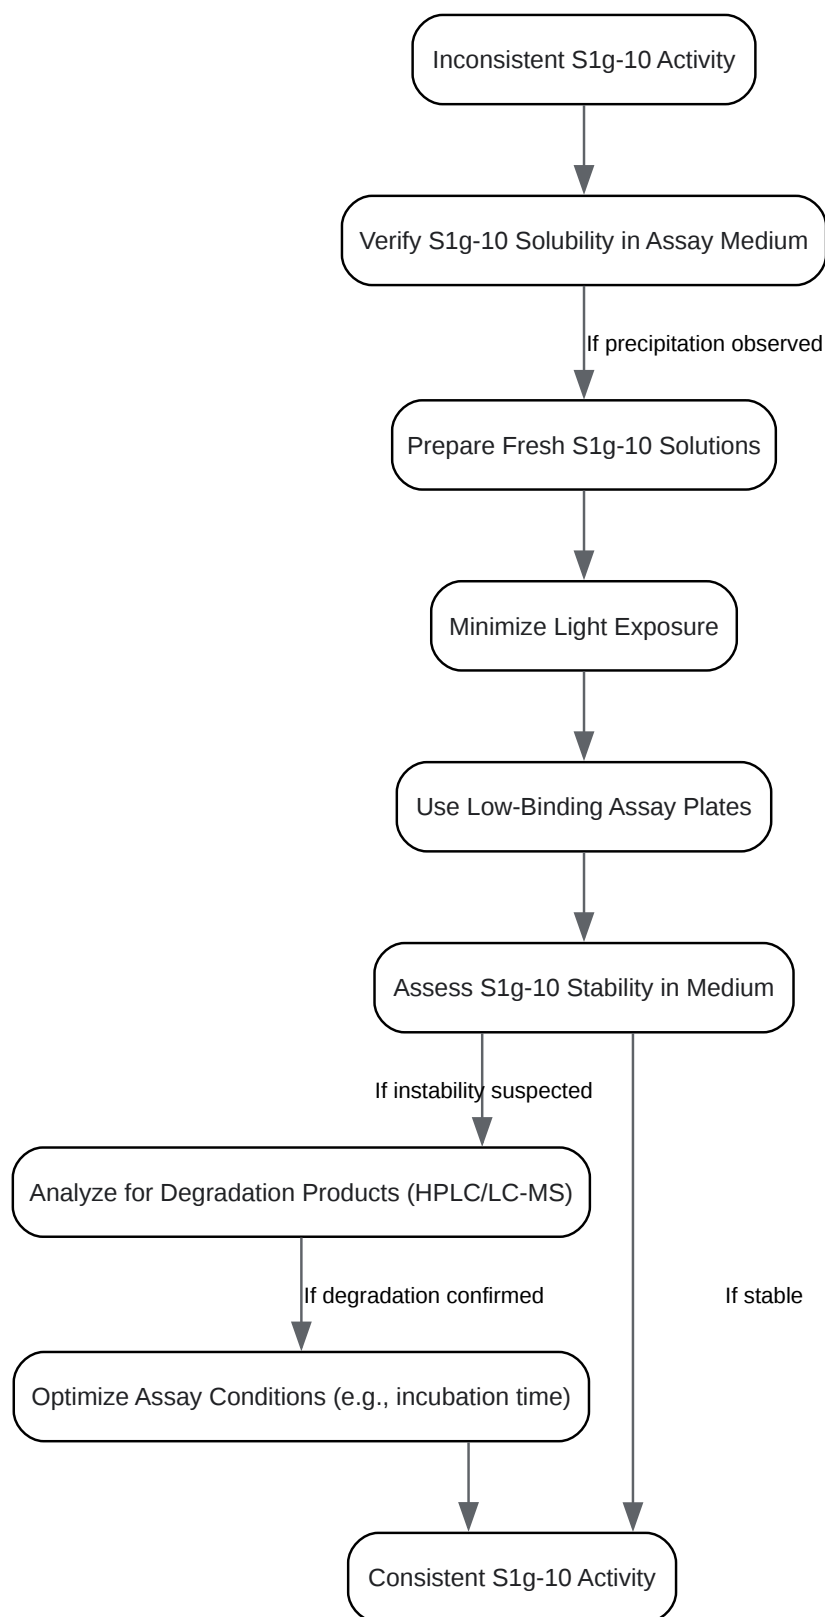 Inconsistent S1g-10 Activity
Verify S1g-10 Solubility in Assay Medium
If precipitation observed
Prepare Fresh S1g-10 Solutions
Minimize Light Exposure
Use Low-Binding Assay Plates
Assess S1g-10 Stability in Medium
If instability suspected
Analyze for Degradation Products (HPLC/LC-MS)
If degradation confirmed
If stable
Optimize Assay Conditions (e.g., incubation time)
Consistent S1g-10 Activity